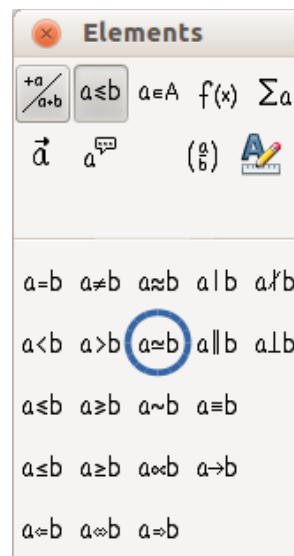 Elements
+a/a+b a≤b a∈A f(x) Σa
a⃗ a (a/b)
a=b a≠b a≈b a|b a∤b
a<b a>b a≃b a∥b a⊥b
a⩽b a⩾b a~b a≡b
a≤b a≥b a∝b a→b
a⇐b a⇔b a⇒b